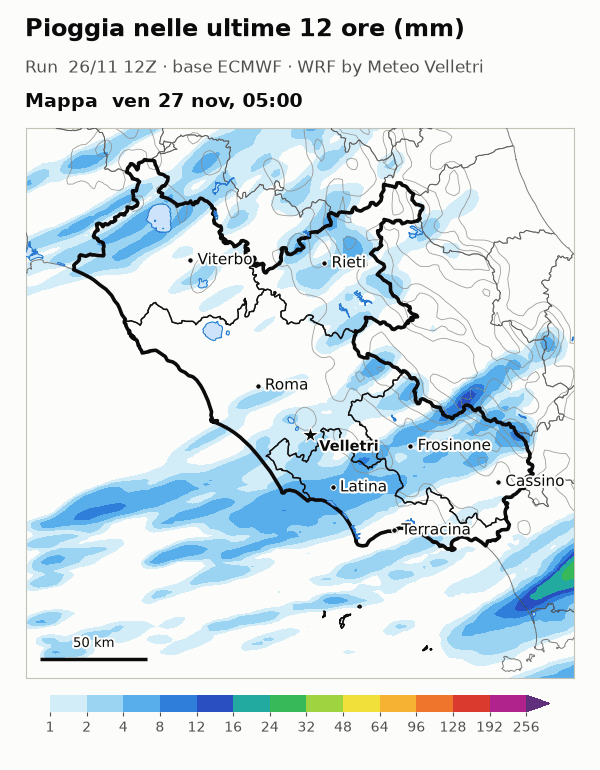 Pioggia nelle ultime 12 ore (mm)
Run  26/11 12Z · base ECMWF · WRF by Meteo Velletri
Mappa  ven 27 nov, 05:00
Viterbo
Rieti
Roma
Velletri
Frosinone
Cassino
Latina
Terracina
50 km
1 2 4 8 12 16 24 32 48 64 96 128 192 256